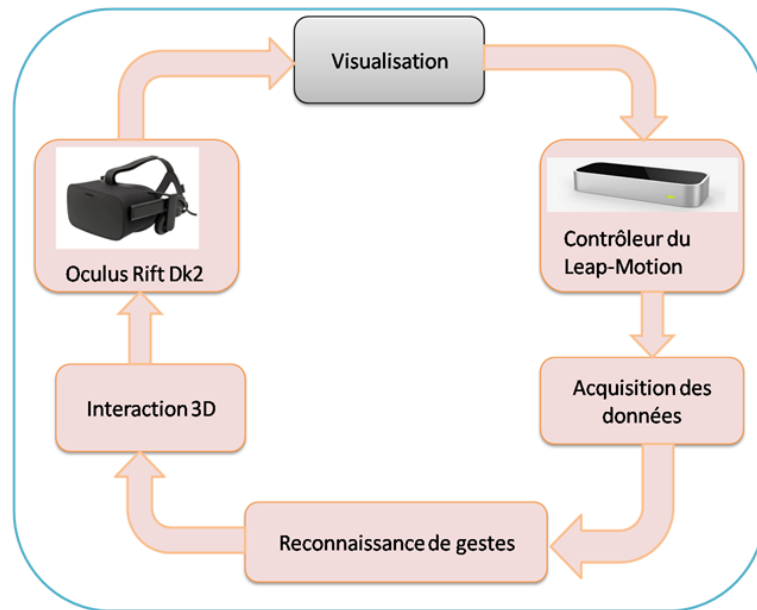 Visualisation
Oculus Rift Dk2
Contrôleur du
Leap-Motion
Interaction 3D
Acquisition des
données
Reconnaissance de gestes